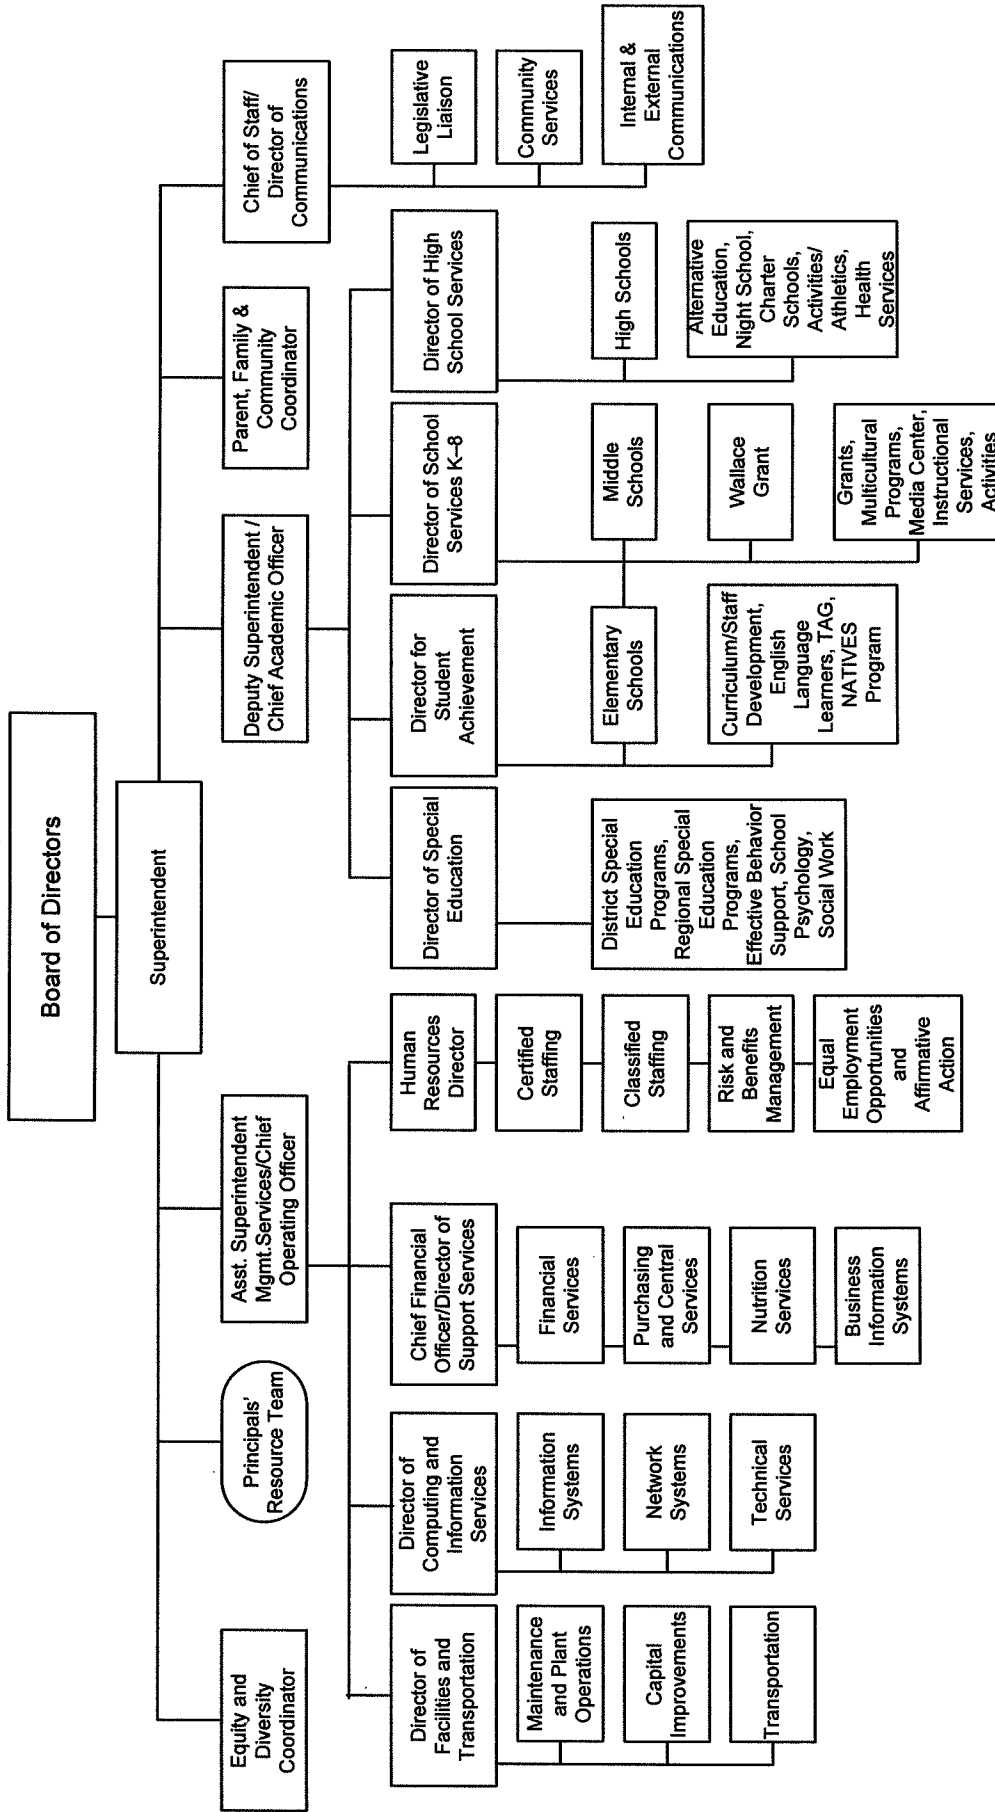 Board of Directors
Superintendent
Equity and
Diversity
Coordinator
Principals'
Resource Team
Asst. Superintendent
Mgmt.Services/Chief
Operating Officer
Deputy Superintendent /
Chief Academic Officer
Parent, Family &
Community
Coordinator
Chief of Staff/
Director of
Communications
Director of
Facilities and
Transportation
Maintenance
and Plant
Operations
Capital
Improvements
Transportation
Director of
Computing and
Information
Services
Information
Systems
Network
Systems
Technical
Services
Chief Financial
Officer/Director of
Support Services
Financial
Services
Purchasing
and Central
Services
Nutrition
Services
Business
Information
Systems
Human
Resources
Director
Certified
Staffing
Classified
Staffing
Risk and
Benefits
Management
Equal
Employment
Opportunities
and
Affirmative
Action
Director of Special
Education
District Special
Education
Programs,
Regional Special
Education
Programs,
Effective Behavior
Support, School
Psychology,
Social Work
Director for
Student
Achievement
Elementary
Schools
Curriculum/Staff
Development,
English
Language
Learners, TAG,
NATIVES
Program
Director of School
Services K–8
Middle
Schools
Wallace
Grant
Grants,
Multicultural
Programs,
Media Center,
Instructional
Services,
Activities
Director of High
School Services
High Schools
Alternative
Education,
Night School,
Charter
Schools,
Activities/
Athletics,
Health
Services
Legislative
Liaison
Community
Services
Internal &
External
Communications